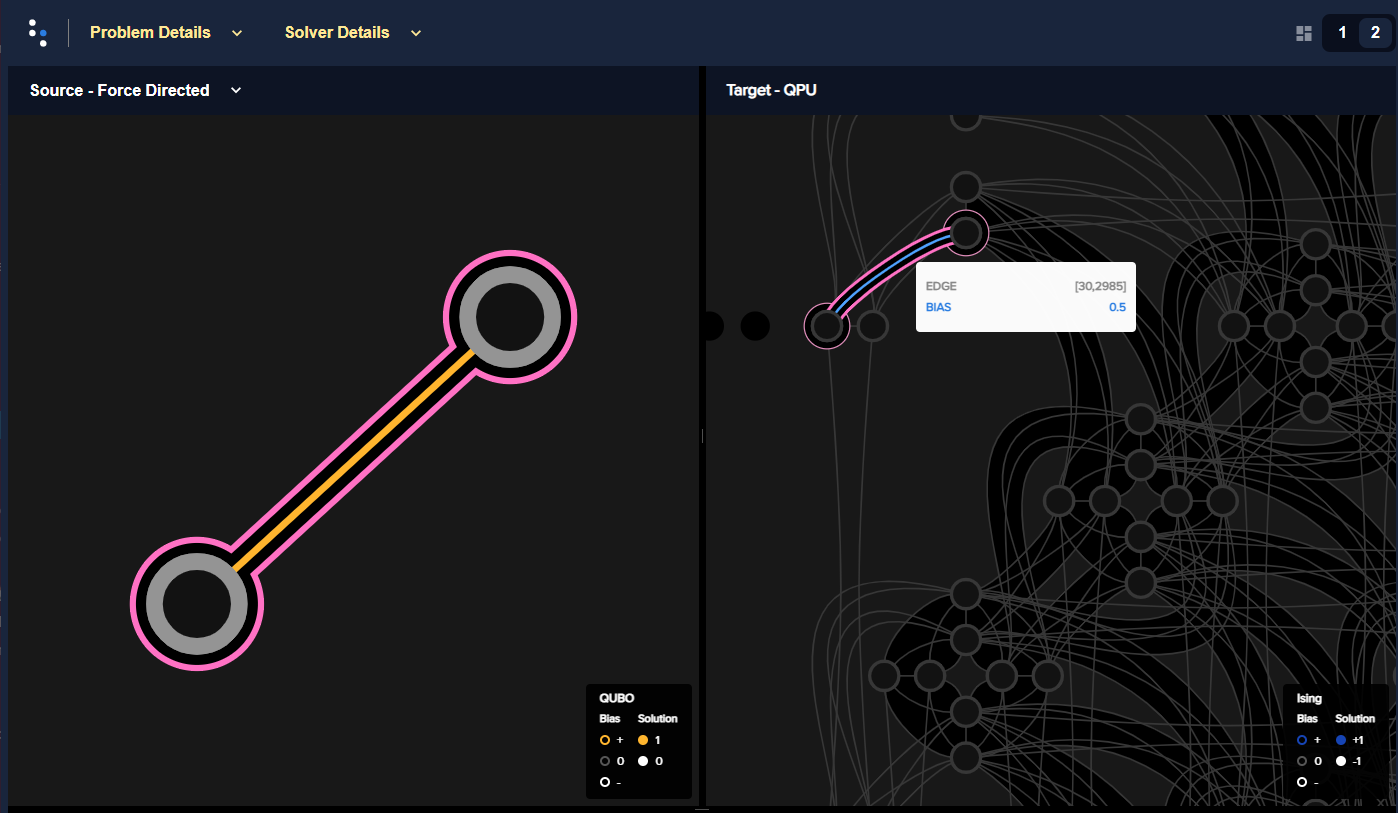 Problem Details
Solver Details
1 2
Source - Force Directed
Target - QPU
EDGE [30,2985]
BIAS 0.5
QUBO
Bias Solution
+ 1
0 0
-
Ising
Bias Solution
+ +1
0 -1
-